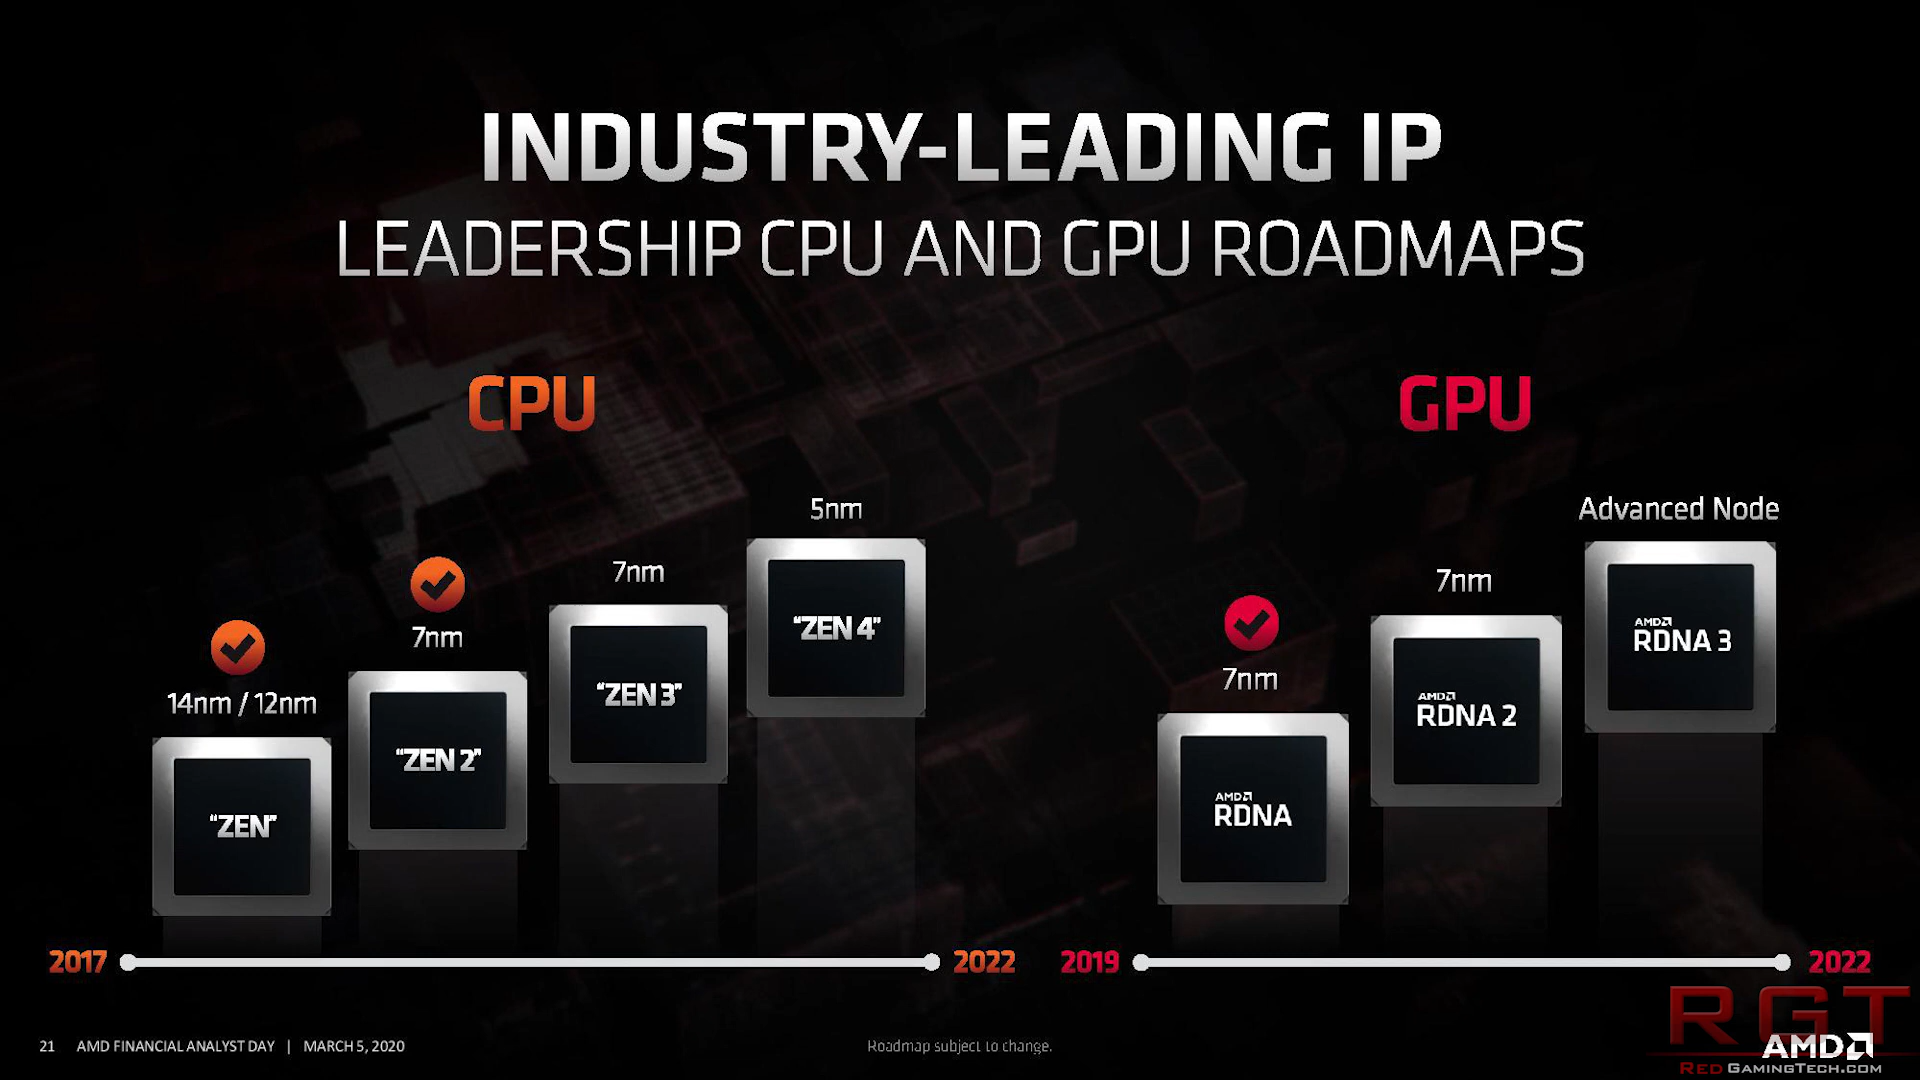 INDUSTRY-LEADING IP
LEADERSHIP CPU AND GPU ROADMAPS
CPU
14nm / 12nm
"ZEN"
7nm
"ZEN 2"
7nm
"ZEN 3"
5nm
"ZEN 4"
2017
2022
GPU
7nm
AMD
RDNA
7nm
AMD
RDNA 2
Advanced Node
AMD
RDNA 3
2019
2022
21 AMD FINANCIAL ANALYST DAY | MARCH 5, 2020
Roadmap subject to change.
RGT
AMD
REDGAMINGTECH.COM